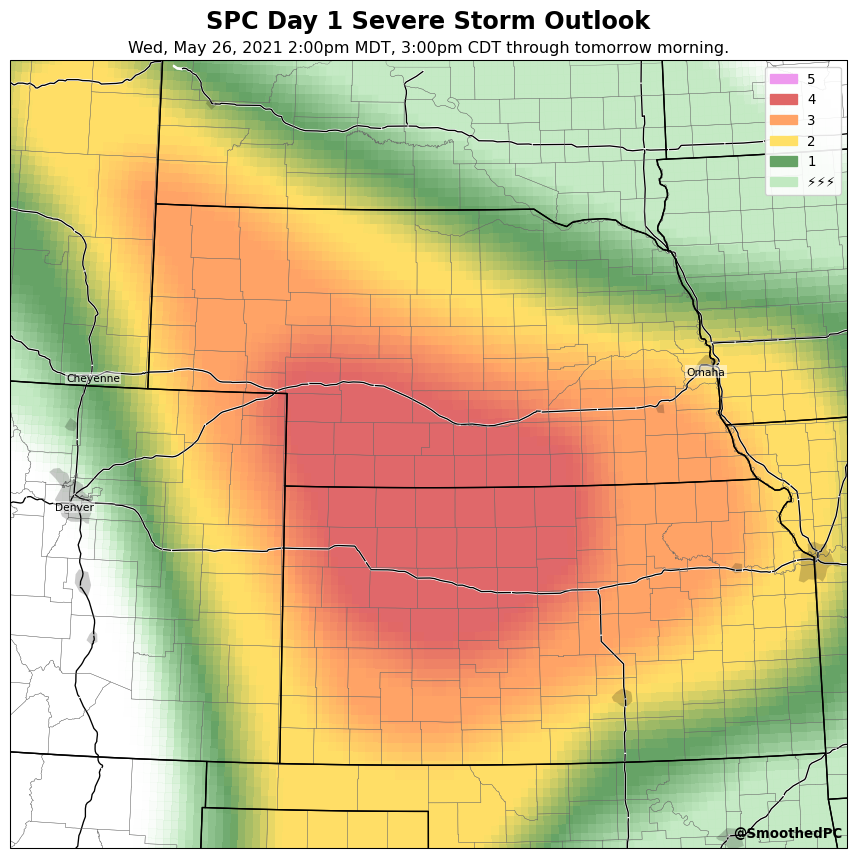 SPC Day 1 Severe Storm Outlook
Wed, May 26, 2021 2:00pm MDT, 3:00pm CDT through tomorrow morning.
5
4
3
2
1
⚡⚡⚡
Omaha
Cheyenne
Denver
@SmoothedPC